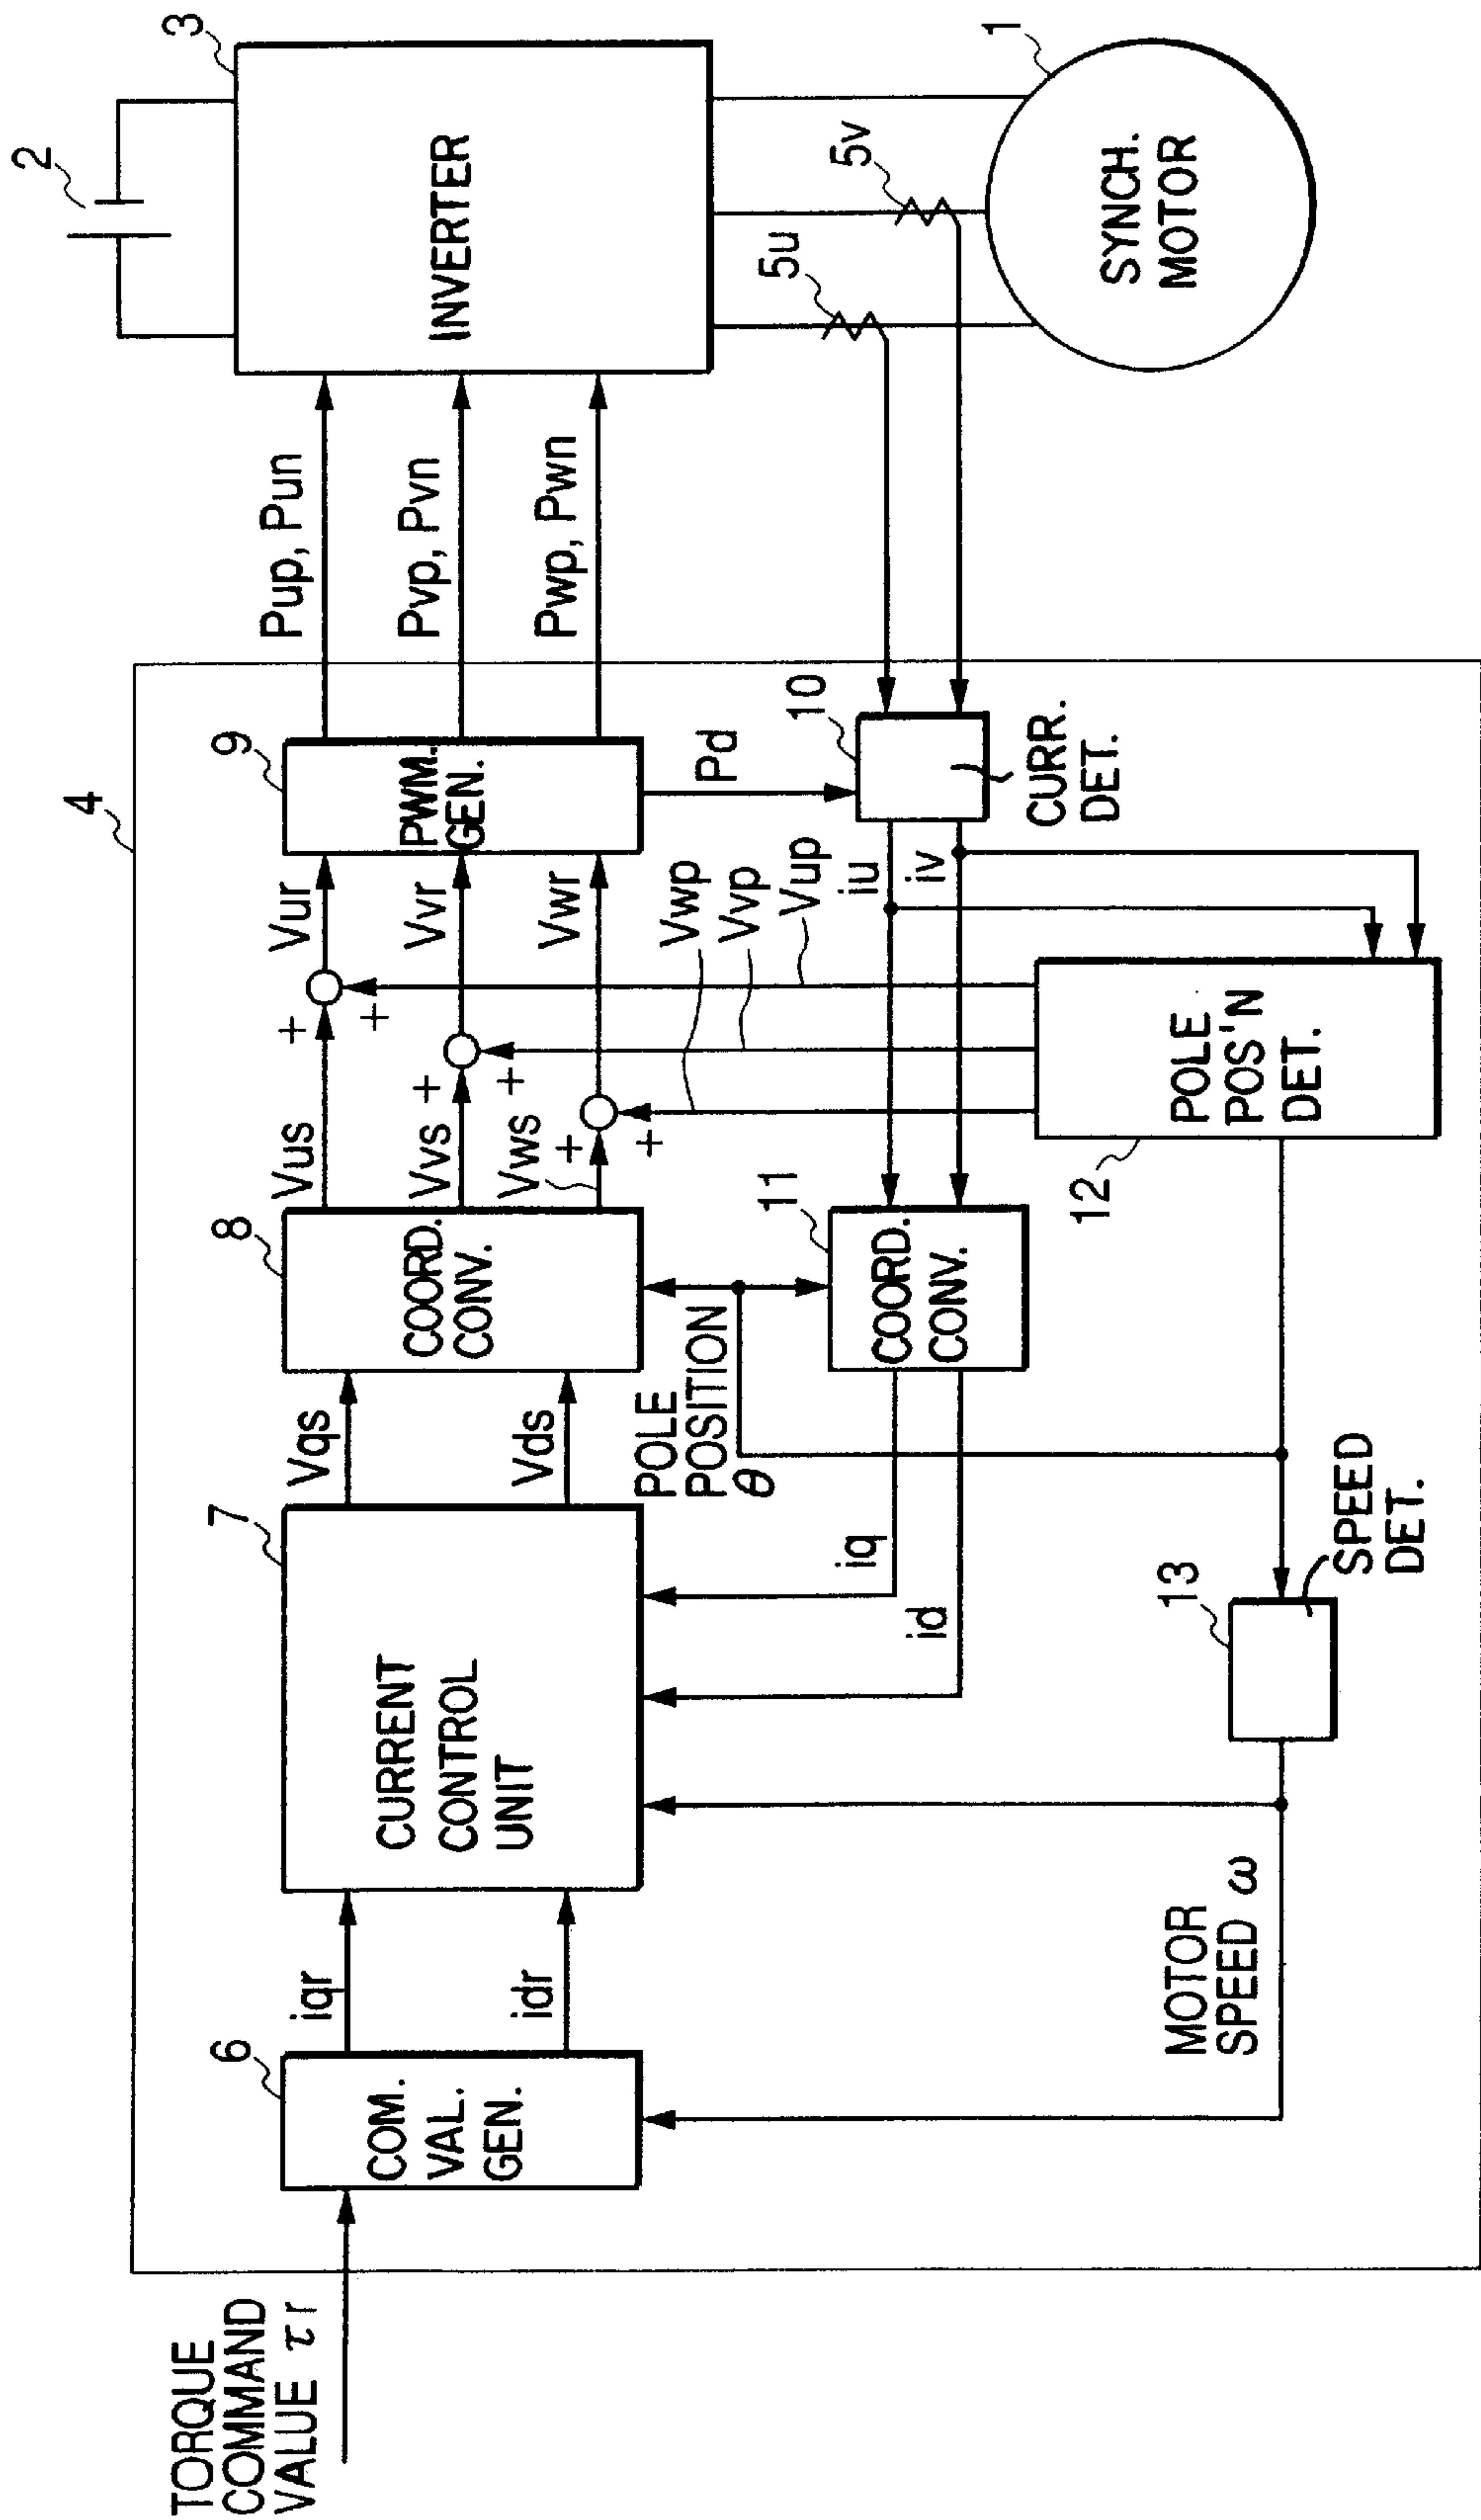 2
3
INVERTER
1
SYNCH.
MOTOR
5v
5u
Pup, Pun
Pvp, Pvn
Pwp, Pwn
4
9
PWM.
GEN.
Pd
10
CURR.
DET.
Vur
Vvr
Vwr
Vwp
Vvp
Vup
iu
iv
+
+
+
+
+
+
Vus
Vvs
Vws
8
COORD.
CONV.
11
COORD.
CONV.
12
POLE
POS'N
DET.
Vqs
Vds
POLE
POSITION
θ
7
CURRENT
CONTROL
UNIT
iq
id
13
SPEED
DET.
iqr
idr
MOTOR
SPEED ω
6
COM.
VAL.
GEN.
TORQUE
COMMAND
VALUE τr